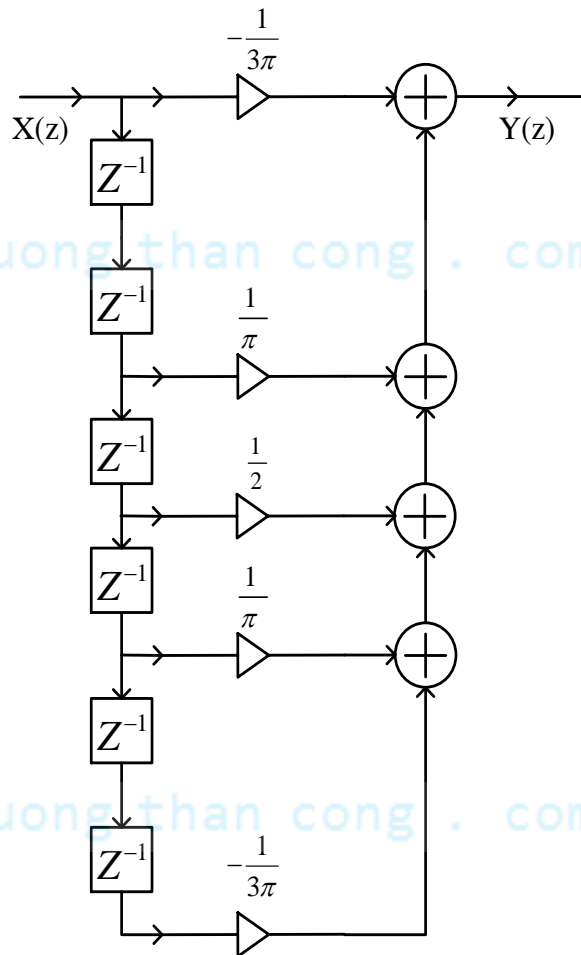 -1/3π
X(z) Y(z)
Z⁻¹
uong than cong . com
Z⁻¹
1/π
Z⁻¹
1/2
Z⁻¹
1/π
Z⁻¹
uong than cong . com
Z⁻¹
-1/3π